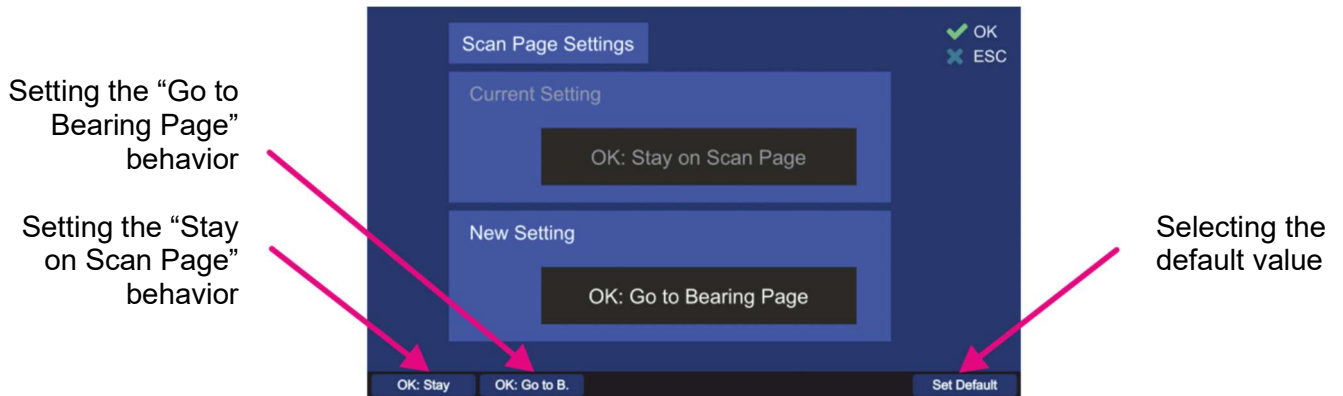 Setting the “Go to
Bearing Page”
behavior
Setting the “Stay
on Scan Page”
behavior
Scan Page Settings
OK
ESC
Current Setting
OK: Stay on Scan Page
New Setting
OK: Go to Bearing Page
OK: Stay
OK: Go to B.
Set Default
Selecting the
default value